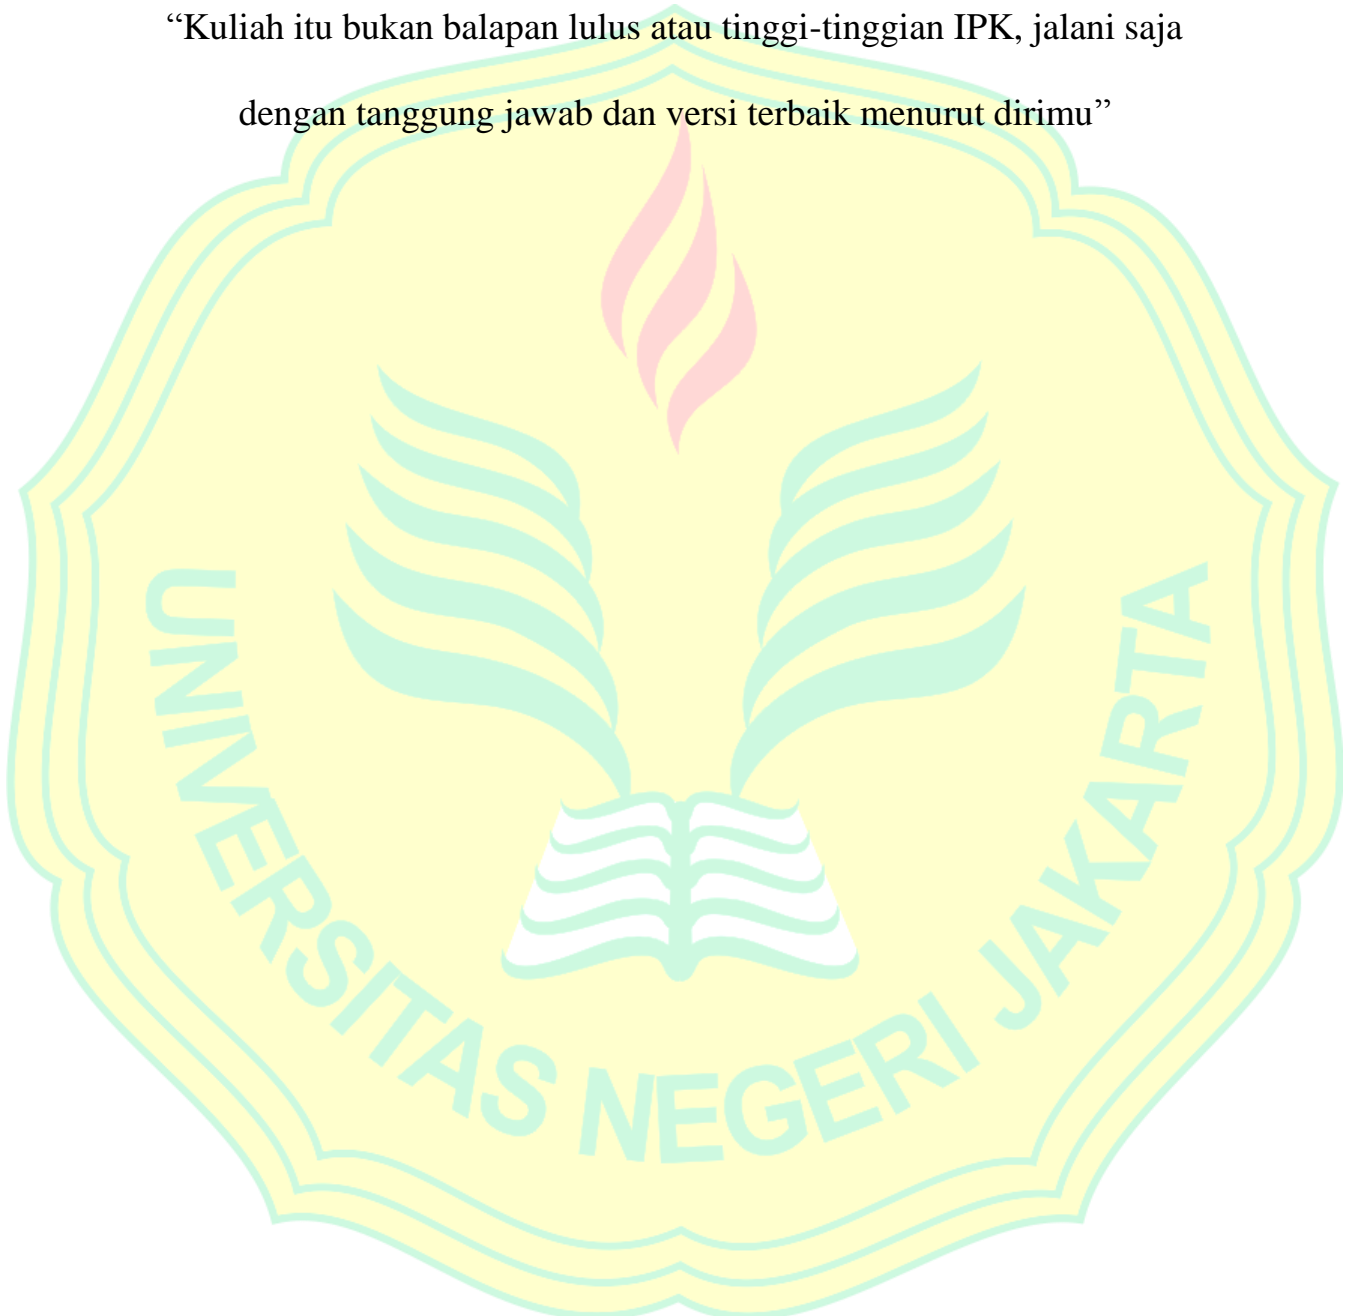 “Kuliah itu bukan balapan lulus atau tinggi-tinggian IPK, jalani saja
dengan tanggung jawab dan versi terbaik menurut dirimu”
UNIVERSITAS NEGERI JAKARTA